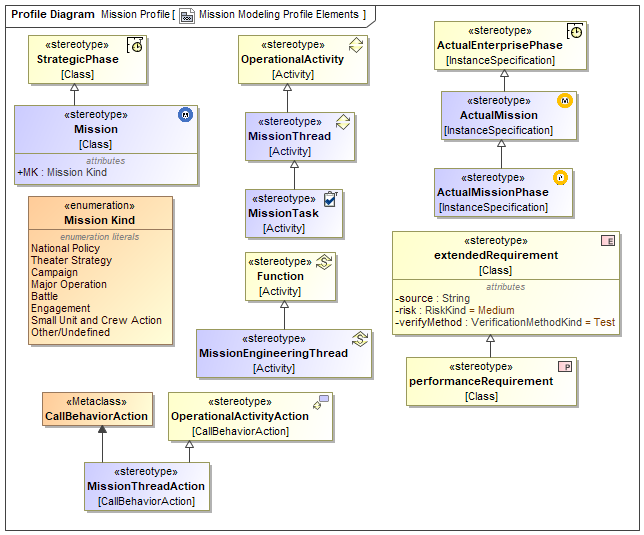 Profile Diagram Mission Profile [ Mission Modeling Profile Elements ]
«stereotype»
StrategicPhase
[Class]
«stereotype»
Mission
[Class]
attributes
+MK : Mission Kind
«enumeration»
Mission Kind
enumeration literals
National Policy
Theater Strategy
Campaign
Major Operation
Battle
Engagement
Small Unit and Crew Action
Other/Undefined
«stereotype»
OperationalActivity
[Activity]
«stereotype»
MissionThread
[Activity]
«stereotype»
MissionTask
[Activity]
«stereotype»
Function
[Activity]
«stereotype»
MissionEngineeringThread
[Activity]
«stereotype»
ActualEnterprisePhase
[InstanceSpecification]
«stereotype»
ActualMission
[InstanceSpecification]
M
«stereotype»
ActualMissionPhase
[InstanceSpecification]
P
«stereotype»
extendedRequirement
[Class]
E
attributes
-source : String
-risk : RiskKind = Medium
-verifyMethod : VerificationMethodKind = Test
«stereotype»
performanceRequirement
[Class]
P
«Metaclass»
CallBehaviorAction
«stereotype»
OperationalActivityAction
[CallBehaviorAction]
«stereotype»
MissionThreadAction
[CallBehaviorAction]